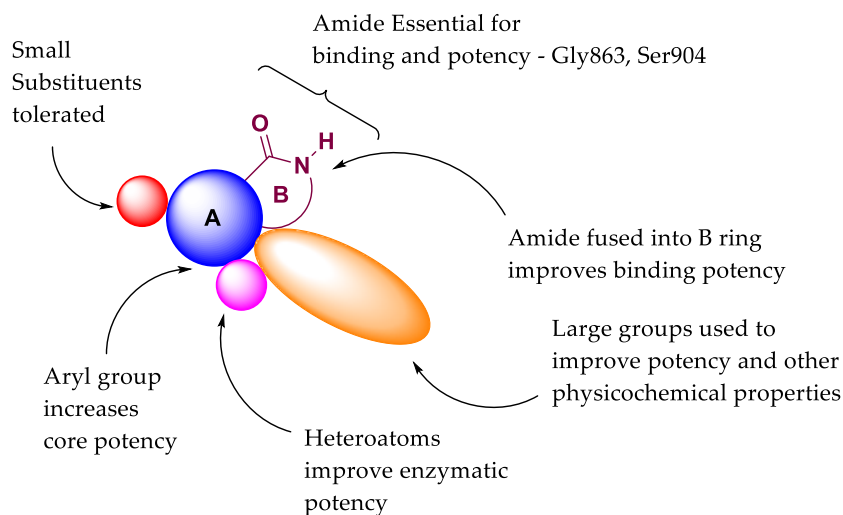 Amide Essential for
binding and potency - Gly863, Ser904
Small
Substituents
tolerated
O
H
N
B
A
Amide fused into B ring
improves binding potency
Large groups used to
improve potency and other
physicochemical properties
Aryl group
increases
core potency
Heteroatoms
improve enzymatic
potency